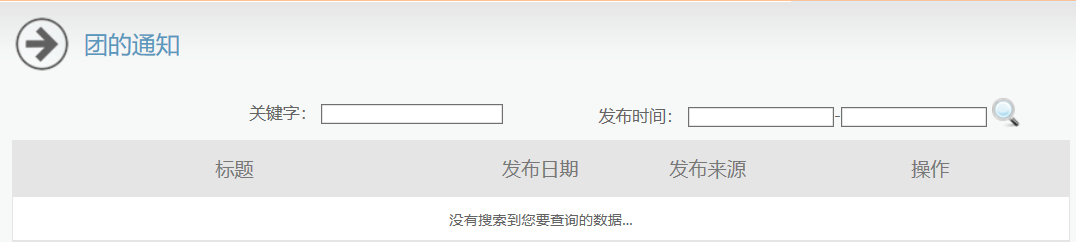 团的通知
关键字： 发布时间： -
标题 发布日期 发布来源 操作
没有搜索到您要查询的数据...